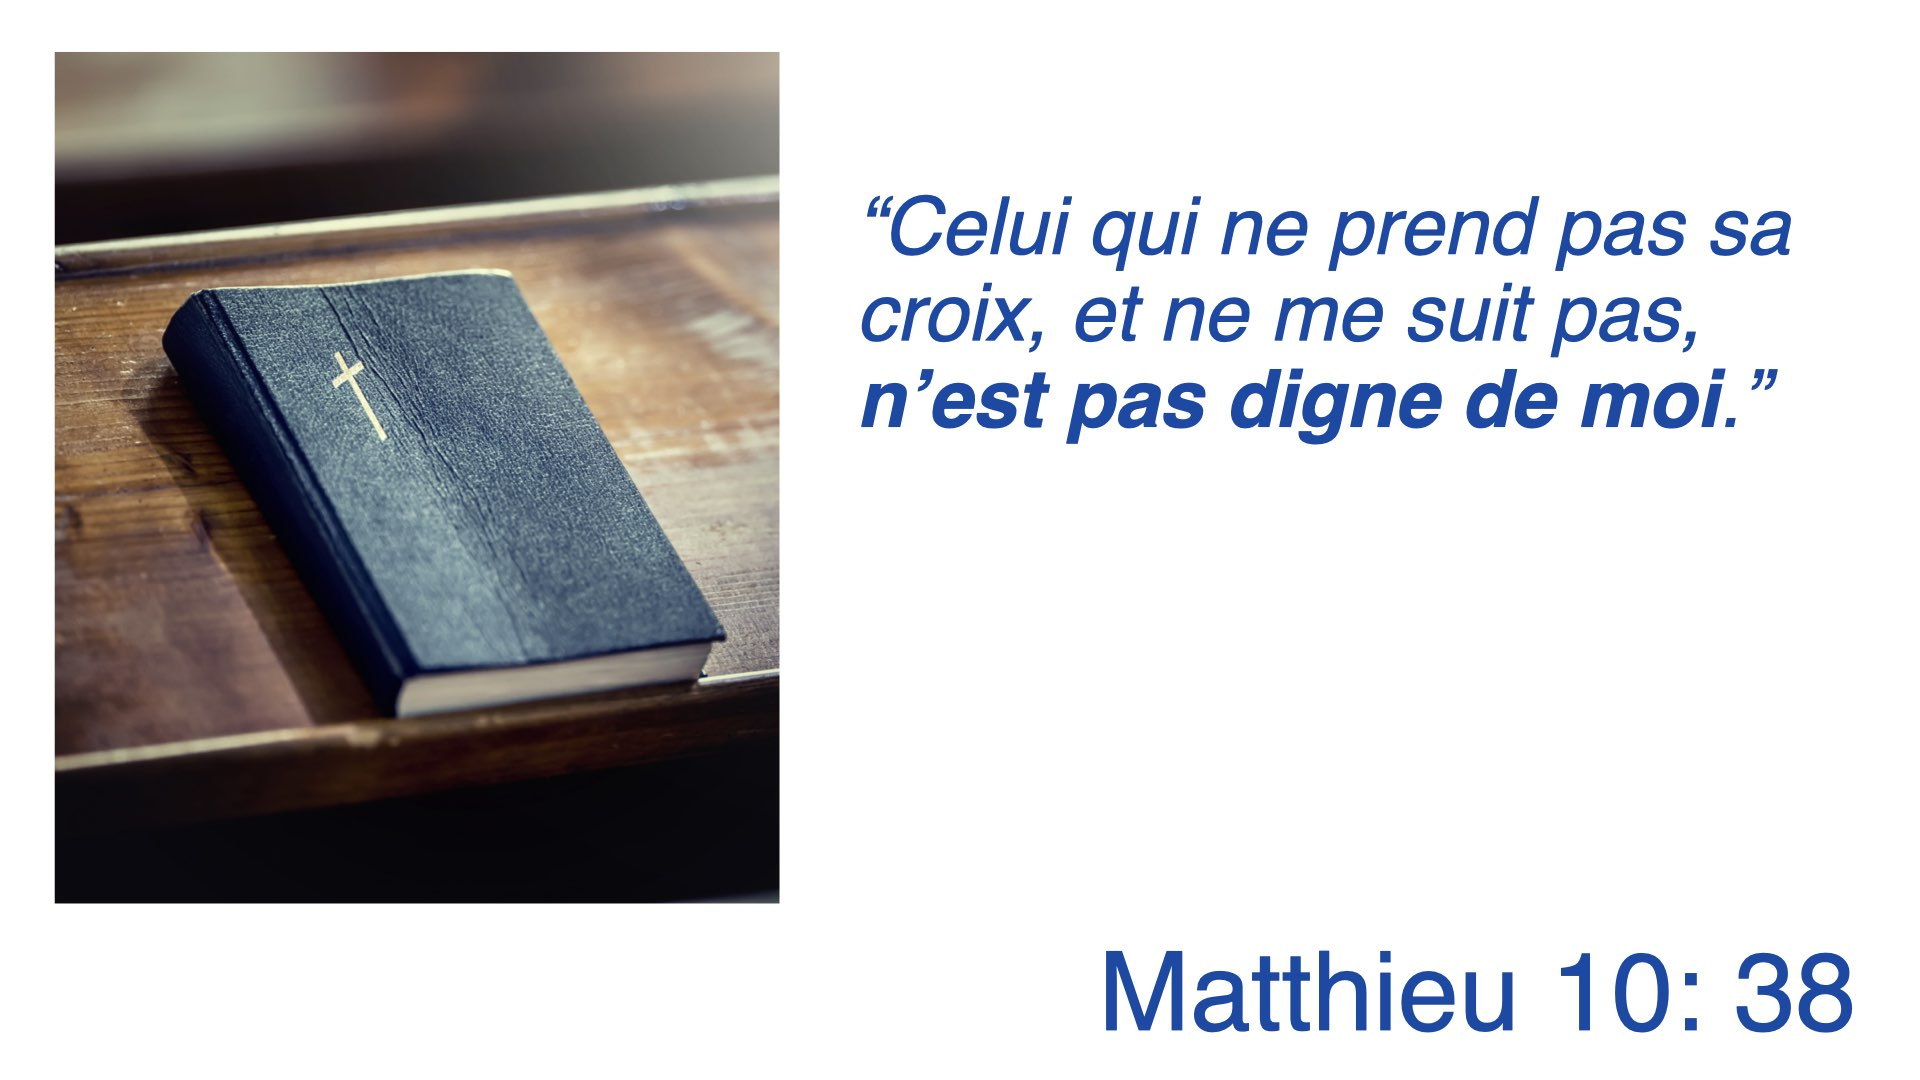 “Celui qui ne prend pas sa
croix, et ne me suit pas,
n’est pas digne de moi.”
Matthieu 10: 38